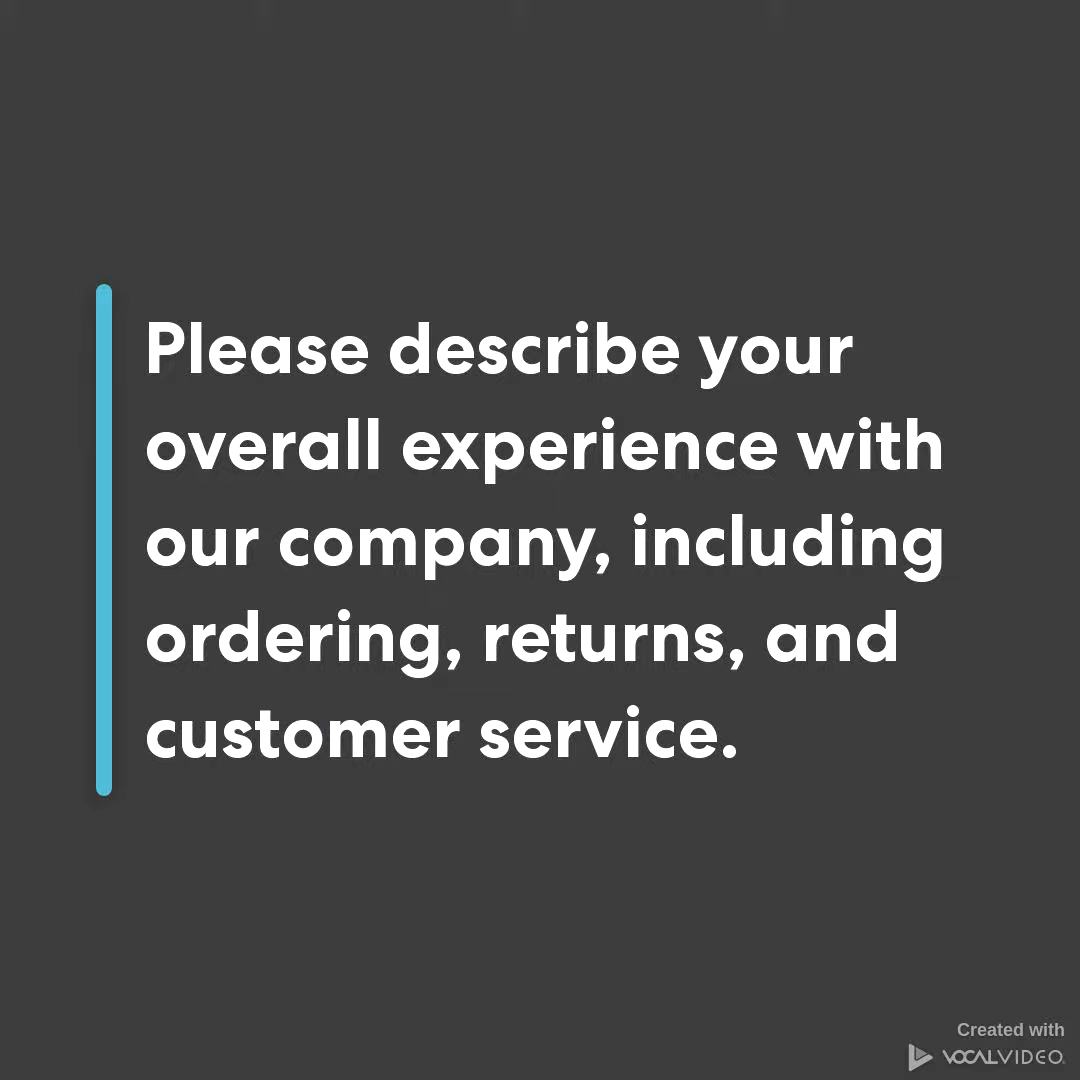 Please describe your
overall experience with
our company, including
ordering, returns, and
customer service.
Created with
VOCALVIDEO